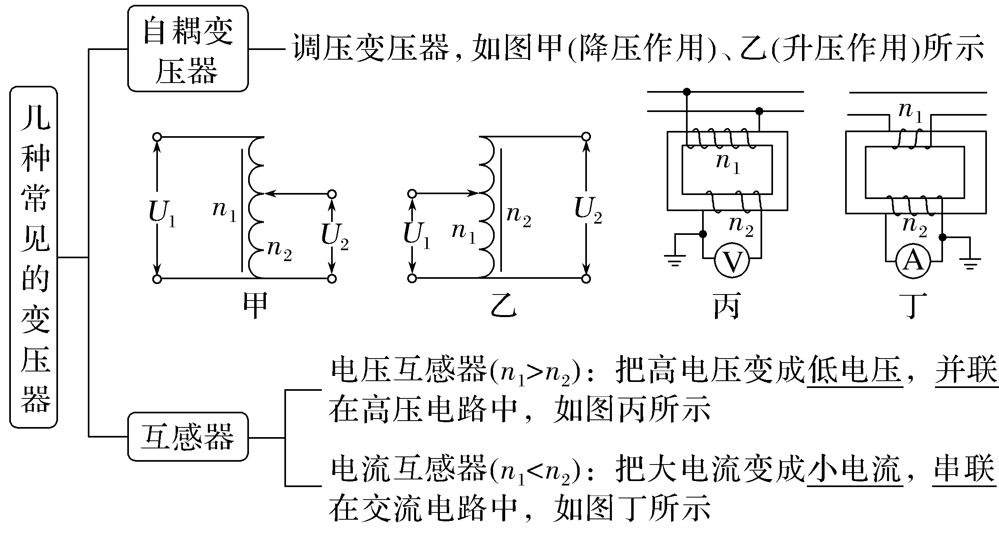 几种常见的变压器
自耦变
压器
调压变压器,如图甲(降压作用)、乙(升压作用)所示
U1
n1
n2
U2
甲
U1
n1
n2
U2
乙
n1
n2
V
丙
n1
n2
A
丁
互感器
电压互感器(n1>n2)：把高电压变成低电压，并联
在高压电路中，如图丙所示
电流互感器(n1<n2)：把大电流变成小电流，串联
在交流电路中，如图丁所示